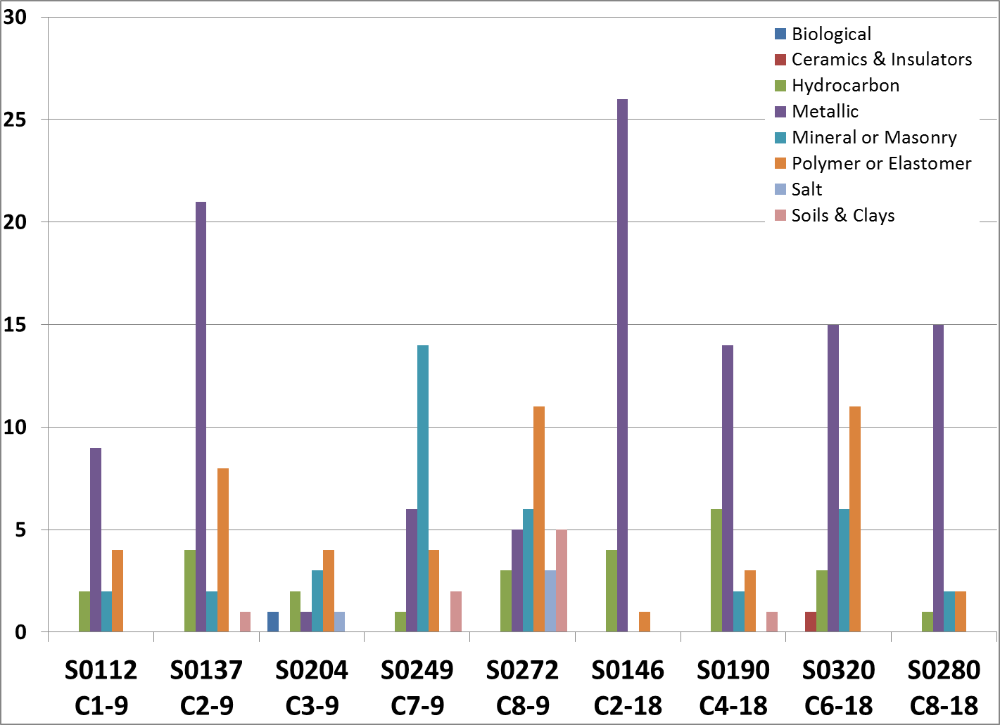 30
25
20
15
10
5
0
Biological
Ceramics & Insulators
Hydrocarbon
Metallic
Mineral or Masonry
Polymer or Elastomer
Salt
Soils & Clays
S0112 S0137 S0204 S0249 S0272 S0146 S0190 S0320 S0280
C1-9 C2-9 C3-9 C7-9 C8-9 C2-18 C4-18 C6-18 C8-18